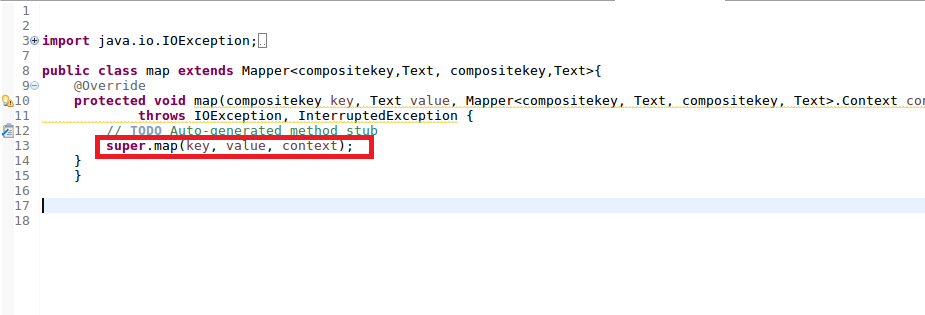 1
2
3 import java.io.IOException;
7
8 public class map extends Mapper<compositekey,Text, compositekey,Text>{
9 @Override
10 protected void map(compositekey key, Text value, Mapper<compositekey, Text, compositekey, Text>.Context con
11 throws IOException, InterruptedException {
12 // TODO Auto-generated method stub
13 super.map(key, value, context);
14 }
15 }
16
17
18